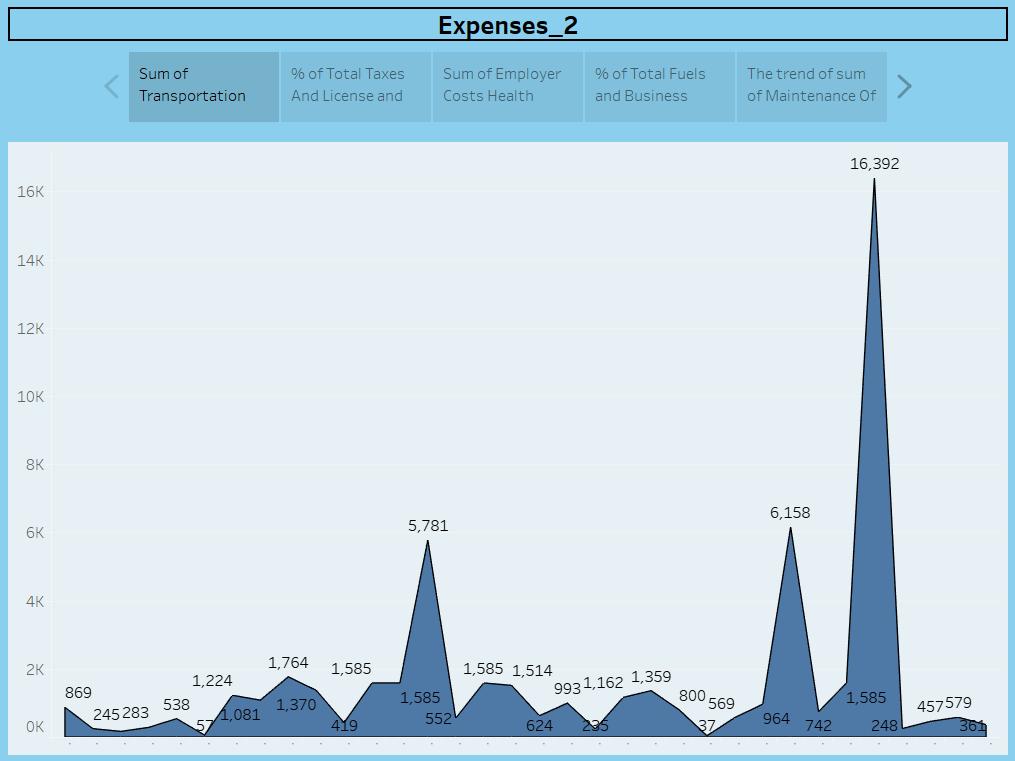 Expenses_2
Sum of
Transportation
% of Total Taxes
And License and
Sum of Employer
Costs Health
% of Total Fuels
and Business
The trend of sum
of Maintenance Of
16K
14K
12K
10K
8K
6K
4K
2K
0K
869
245
283
538
57
1,224
1,081
1,764
1,370
419
1,585
1,585
5,781
552
1,585
1,514
624
993
235
1,162
1,359
800
37
569
964
6,158
742
1,585
16,392
248
457
579
361